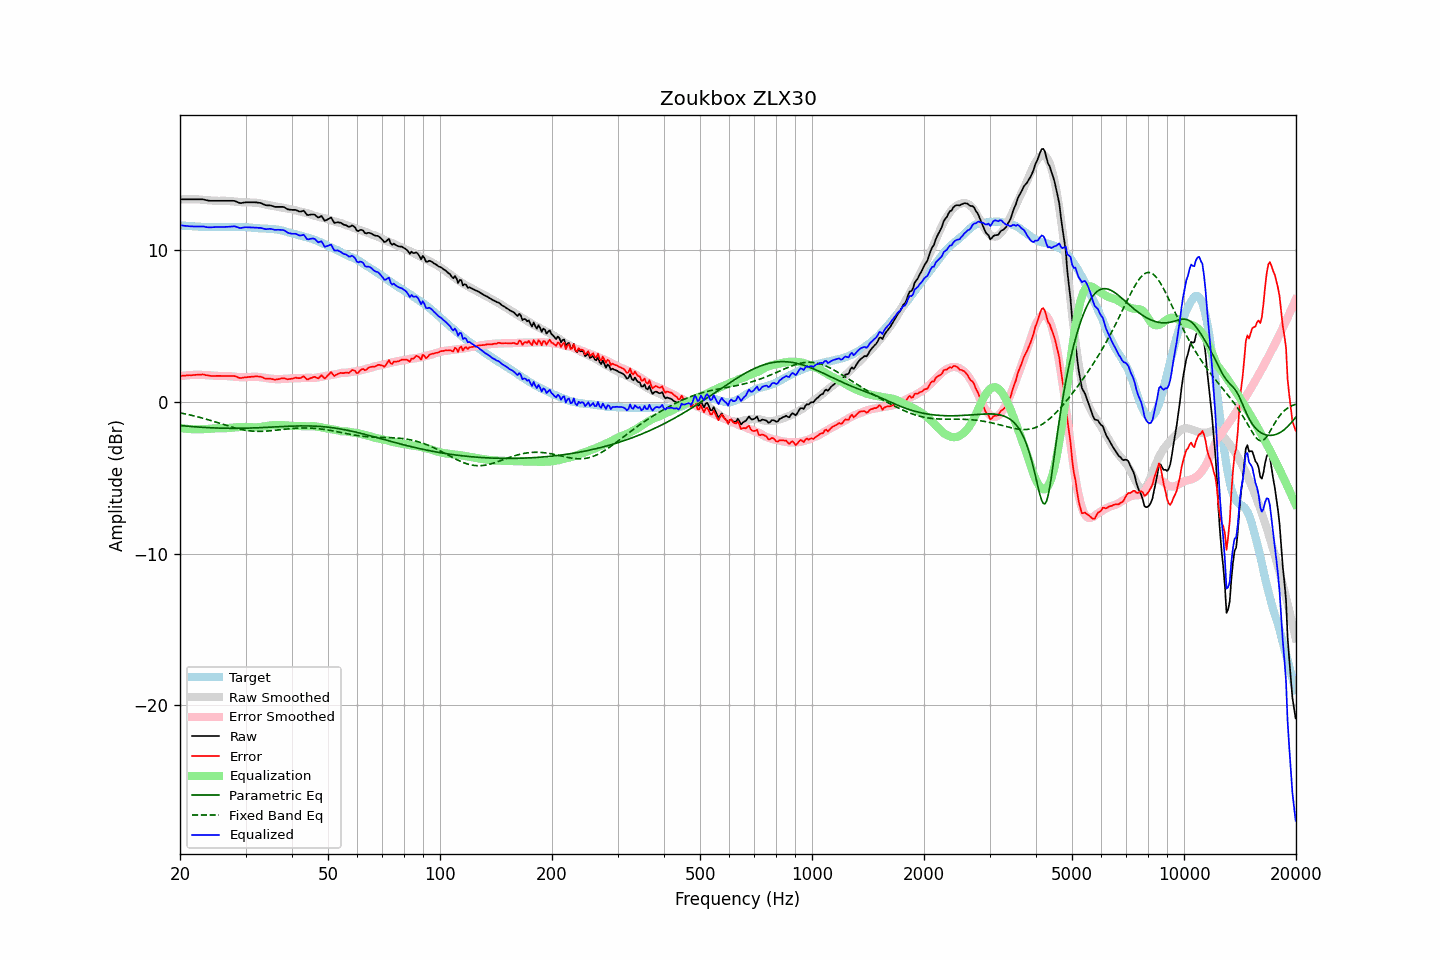 Zoukbox ZLX30
Amplitude (dBr)
10
0
−10
−20
Target
Raw Smoothed
Error Smoothed
Raw
Error
Equalization
Parametric Eq
Fixed Band Eq
Equalized
20 50 100 200 500 1000 2000 5000 10000 20000
Frequency (Hz)